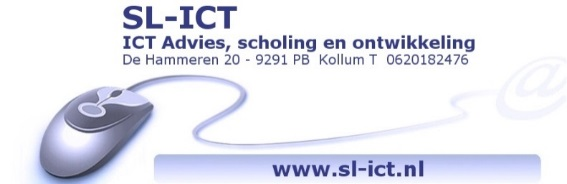 SL-ICT
ICT Advies, scholing en ontwikkeling
De Hammeren 20 - 9291 PB Kollum T 0620182476
@
www.sl-ict.nl